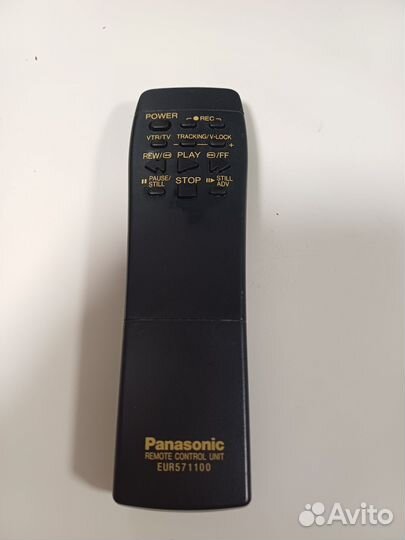 POWER ● REC
VTR/TV TRACKING/V-LOCK
- +
REW/ PLAY /FF
PAUSE/STILL STOP STILL ADV
Panasonic
REMOTE CONTROL UNIT
EUR571100
Avito